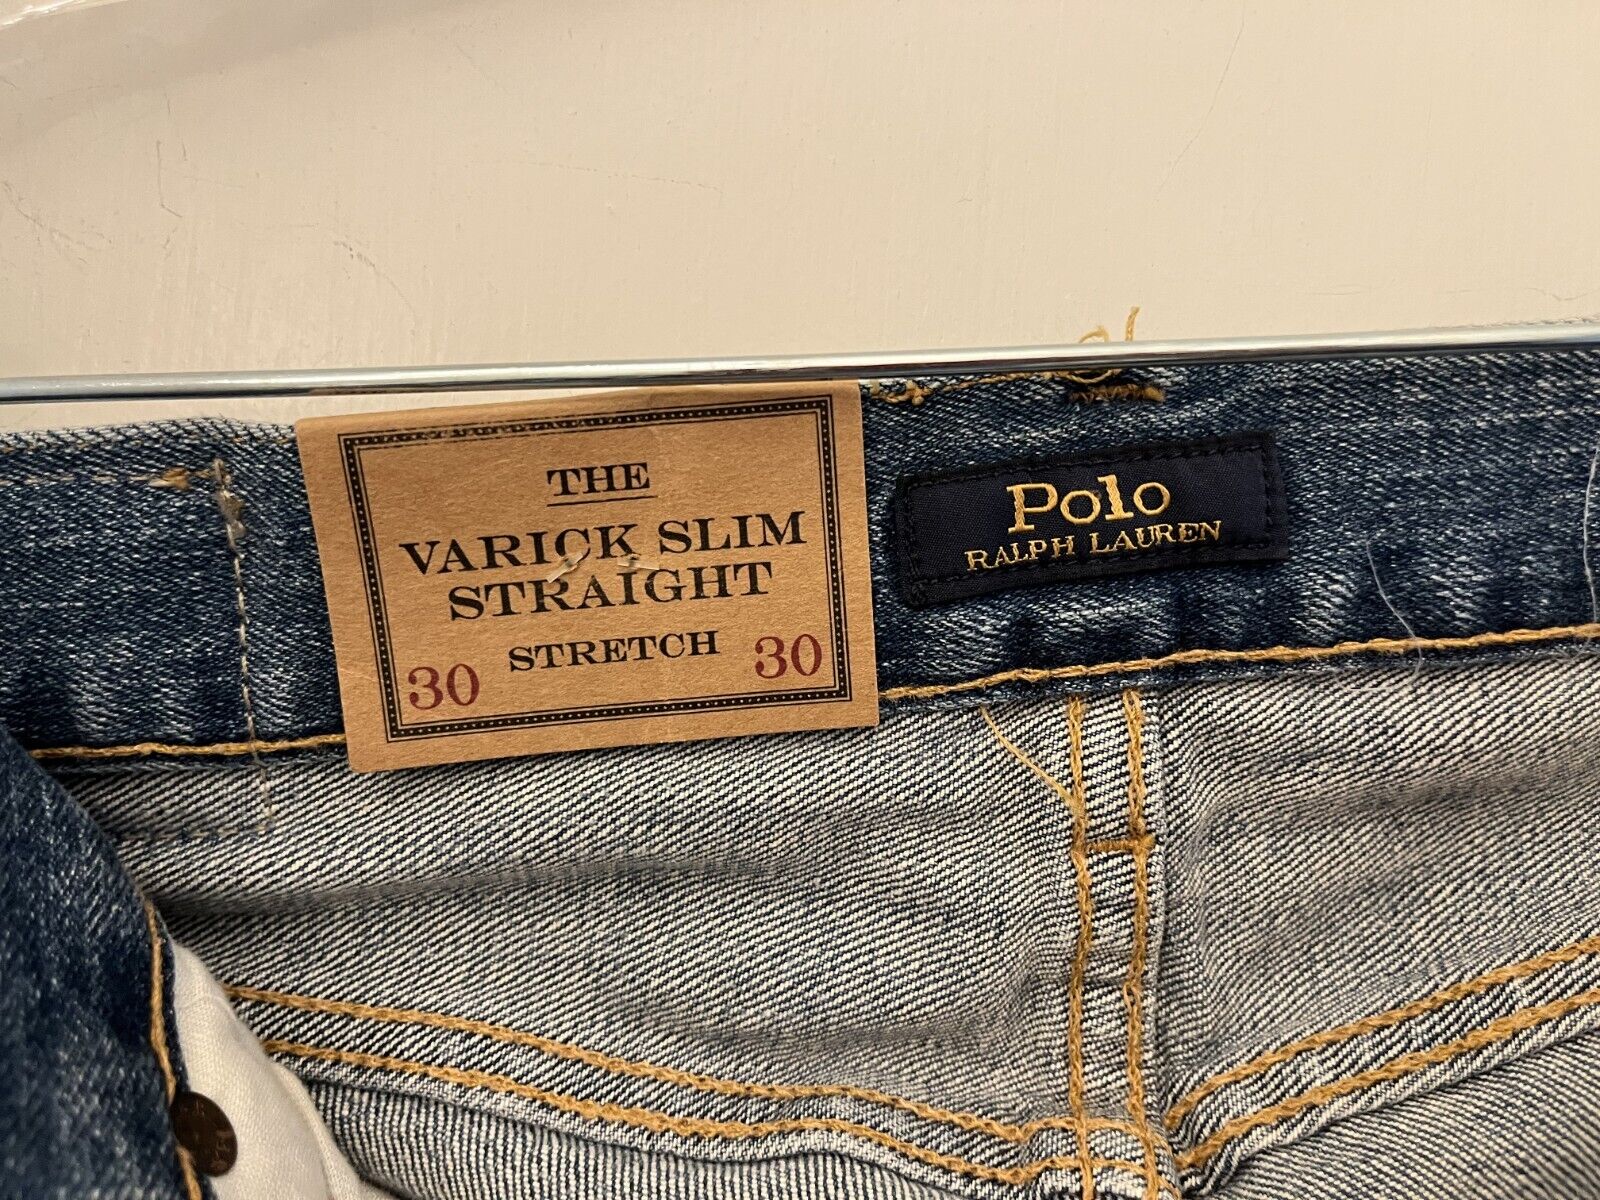 THE
VARICK SLIM
STRAIGHT
STRETCH
30 30
Polo
RALPH LAUREN